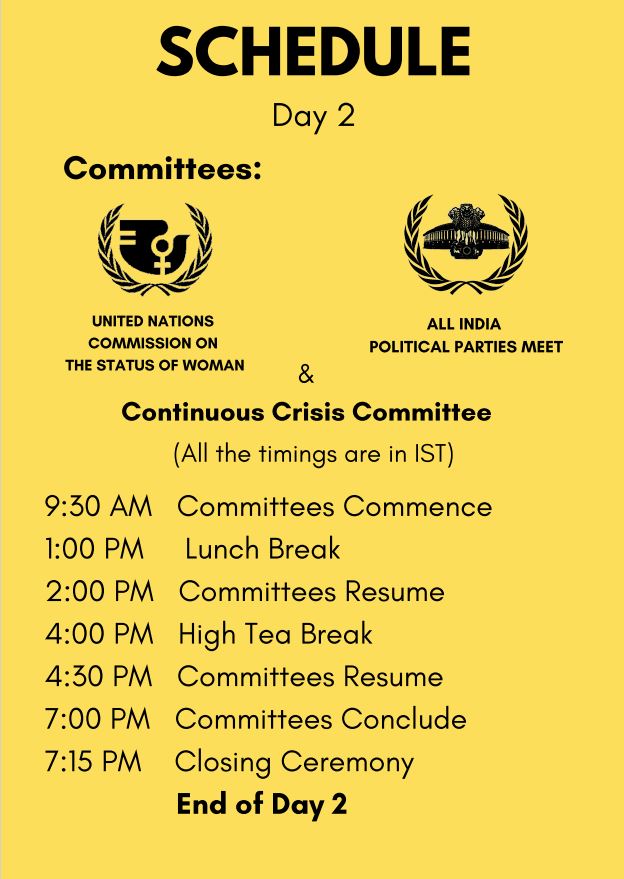 SCHEDULE
Day 2
Committees:
UNITED NATIONS
COMMISSION ON
THE STATUS OF WOMAN
ALL INDIA
POLITICAL PARTIES MEET
&
Continuous Crisis Committee
(All the timings are in IST)
9:30 AM Committees Commence
1:00 PM Lunch Break
2:00 PM Committees Resume
4:00 PM High Tea Break
4:30 PM Committees Resume
7:00 PM Committees Conclude
7:15 PM Closing Ceremony
End of Day 2